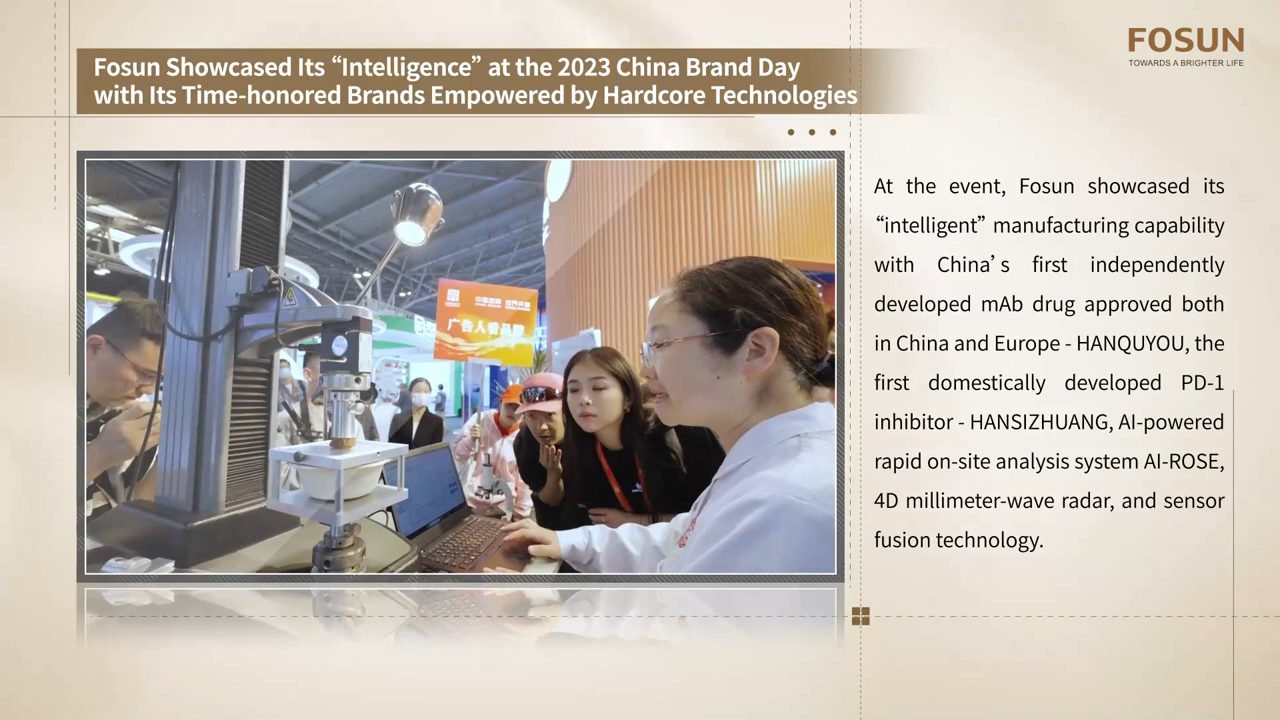 FOSUN
TOWARDS A BRIGHTER LIFE
Fosun Showcased Its “Intelligence” at the 2023 China Brand Day
with Its Time-honored Brands Empowered by Hardcore Technologies
广告人看品牌
At the event, Fosun showcased its
“intelligent” manufacturing capability
with China’s first independently
developed mAb drug approved both
in China and Europe - HANQUYOU, the
first domestically developed PD-1
inhibitor - HANSIZHUANG, AI-powered
rapid on-site analysis system AI-ROSE,
4D millimeter-wave radar, and sensor
fusion technology.